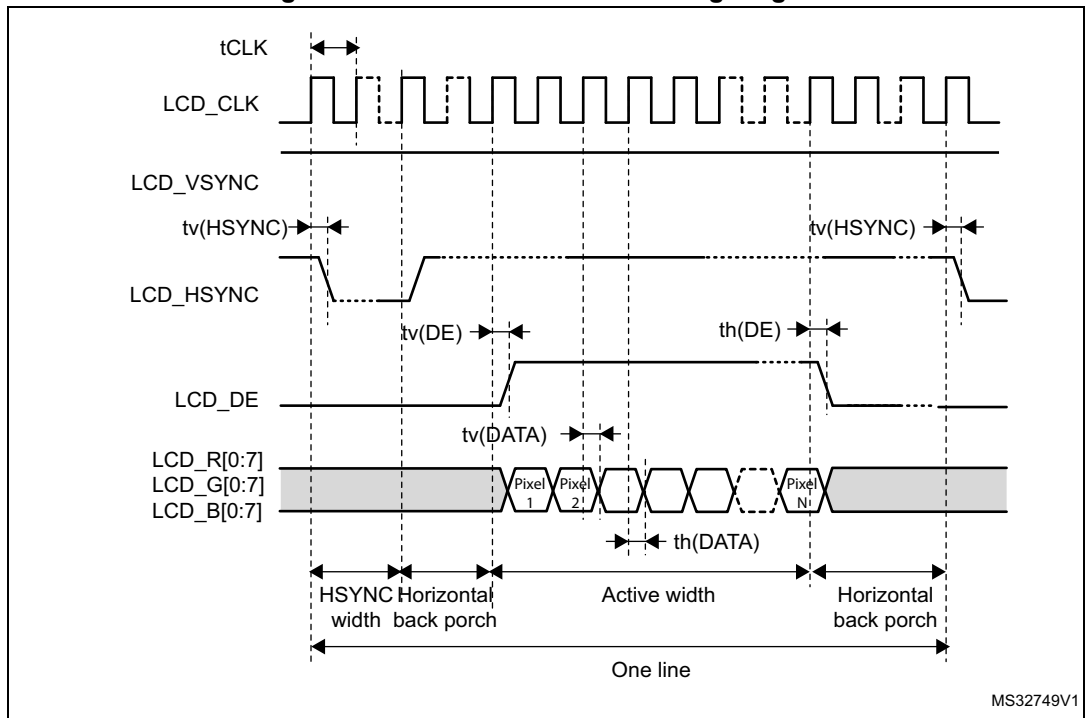 tCLK
LCD_CLK
LCD_VSYNC
tv(HSYNC)
tv(HSYNC)
LCD_HSYNC
tv(DE)
th(DE)
LCD_DE
tv(DATA)
LCD_R[0:7]
LCD_G[0:7]
LCD_B[0:7]
Pixel
1
Pixel
2
Pixel
N
th(DATA)
HSYNC
width
Horizontal
back porch
Active width
Horizontal
back porch
One line
MS32749V1